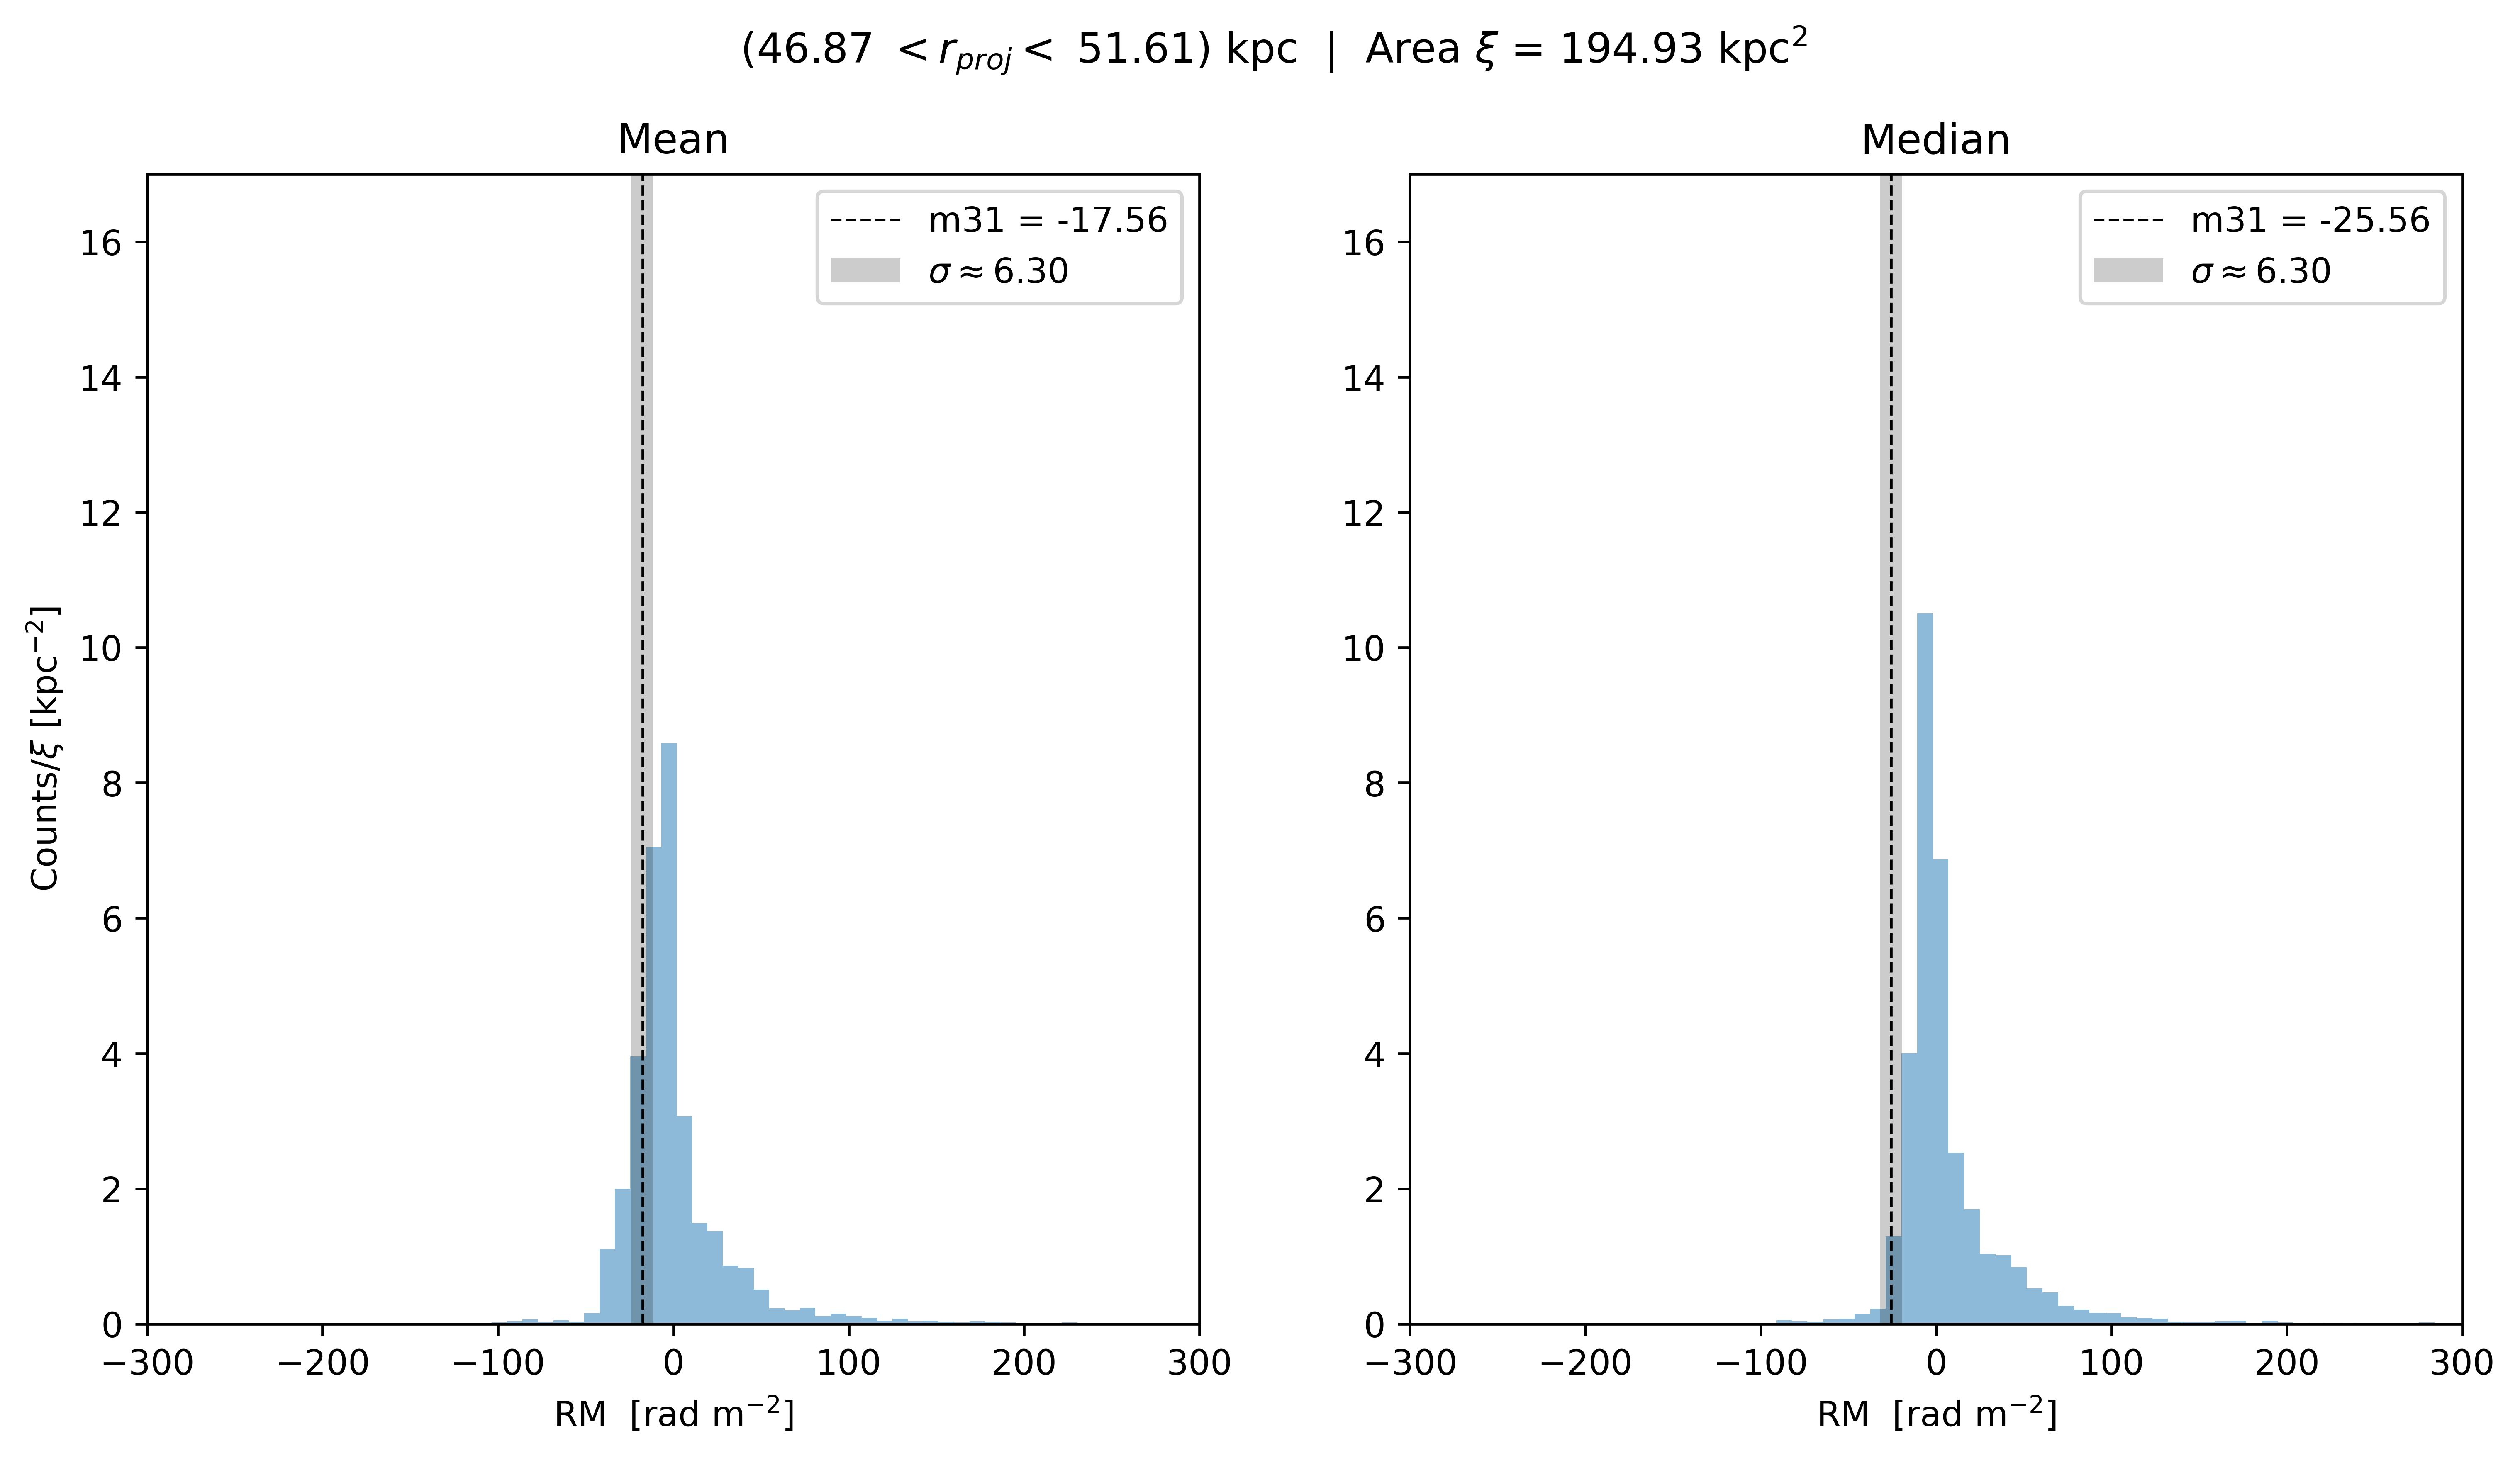 (46.87 < r_proj < 51.61) kpc | Area ξ = 194.93 kpc²
Mean
m31 = -17.56
σ ≈ 6.30
16
14
12
10
8
6
4
2
0
Counts/ξ [kpc⁻²]
−300 −200 −100 0 100 200 300
RM [rad m⁻²]
Median
m31 = -25.56
σ ≈ 6.30
16
14
12
10
8
6
4
2
0
−300 −200 −100 0 100 200 300
RM [rad m⁻²]